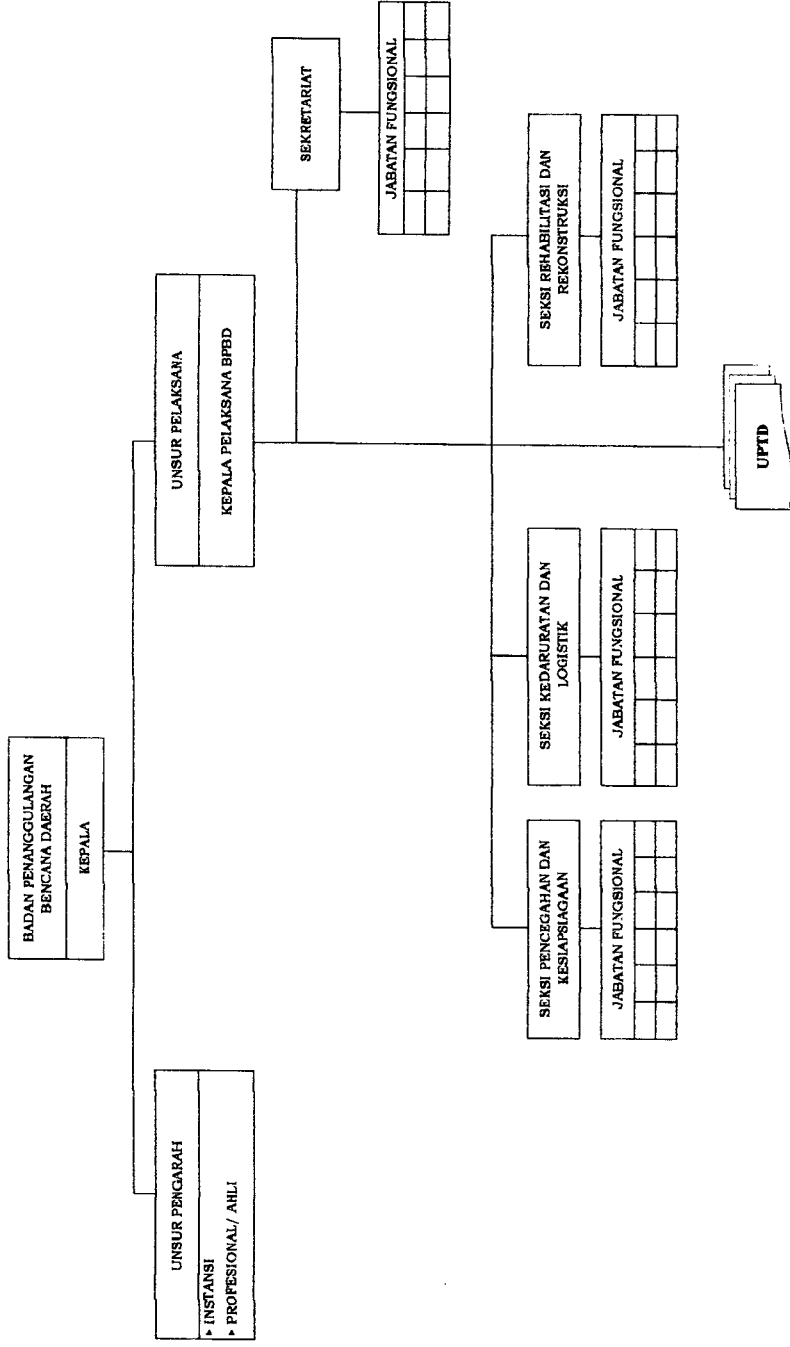 BADAN PENANGGULANGAN
BENCANA DAERAH
KEPALA
UNSUR PENGARAH
INSTANSI
PROFESIONAL/ AHLI
UNSUR PELAKSANA
KEPALA PELAKSANA BPBD
SEKRETARIAT
JABATAN FUNGSIONAL
SEKSI PENCEGAHAN DAN
KESIAPSIAGAAN
JABATAN FUNGSIONAL
SEKSI KEDARURATAN DAN
LOGISTIK
JABATAN FUNGSIONAL
SEKSI REHABILITASI DAN
REKONSTRUKSI
JABATAN FUNGSIONAL
UPTD